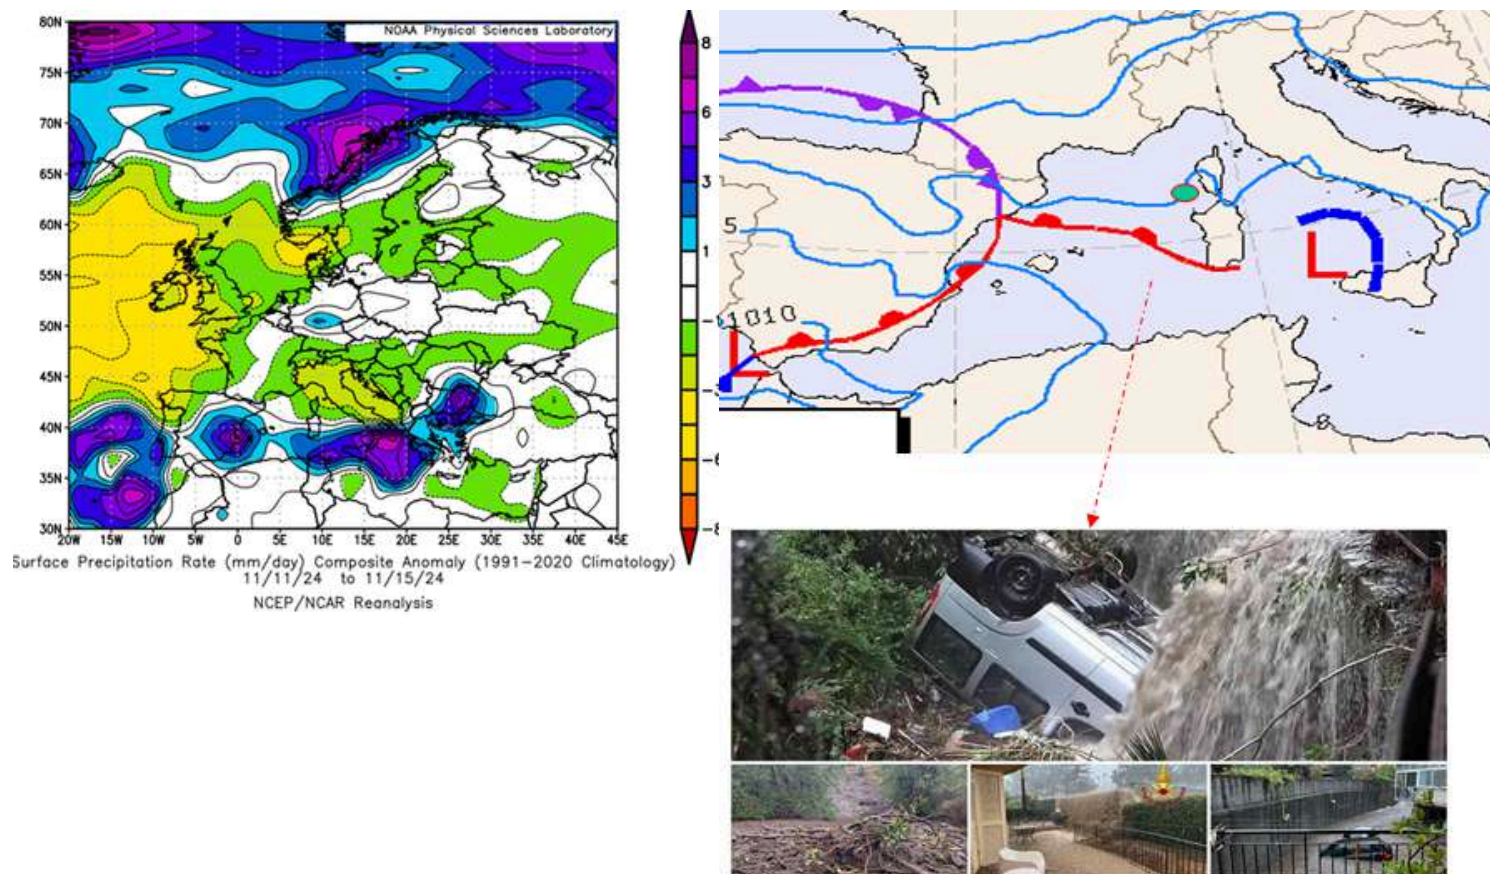 NOAA Physical Sciences Laboratory
80N
75N
70N
65N
60N
55N
50N
45N
40N
35N
30N
20W 15W 10W 5W 0 5E 10E 15E 20E 25E 30E 35E 40E 45E
8
6
3
1
Surface Precipitation Rate (mm/day) Composite Anomaly (1991-2020 Climatology)
11/11/24 to 11/15/24
NCEP/NCAR Reanalysis
5
1010
L
L